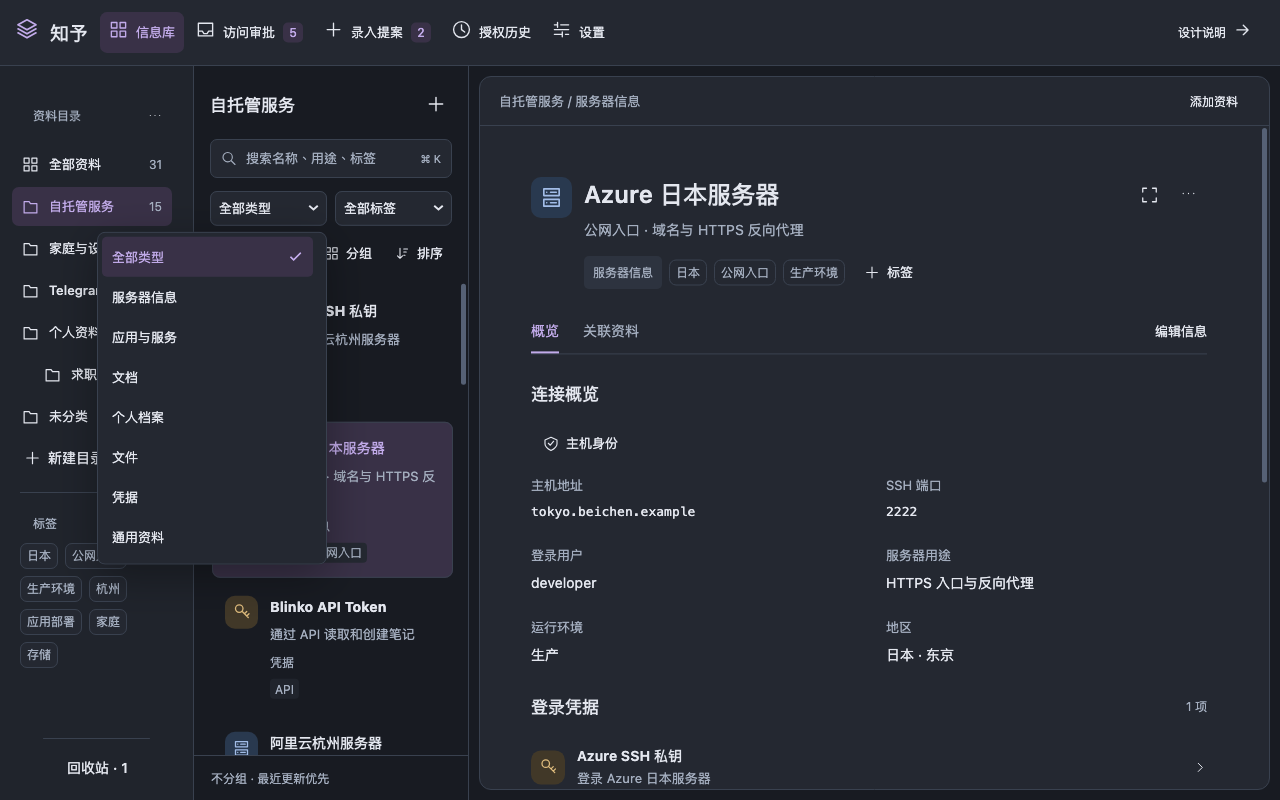 知予
信息库
访问审批 5
录入提案 2
授权历史
设置
设计说明
资料目录 ···
全部资料 31
自托管服务 15
家庭与设
Telegra
个人资料
求职
未分类
新建目录
标签
日本
公网
生产环境
杭州
应用部署
家庭
存储
回收站 · 1
自托管服务
搜索名称、用途、标签 ⌘ K
全部类型
全部标签
分组
排序
SH 私钥
云杭州服务器
本服务器
· 域名与 HTTPS 反
网入口
Blinko API Token
通过 API 读取和创建笔记
凭据
API
阿里云杭州服务器
不分组 · 最近更新优先
全部类型
服务器信息
应用与服务
文档
个人档案
文件
凭据
通用资料
自托管服务 / 服务器信息
添加资料
Azure 日本服务器
···
公网入口 · 域名与 HTTPS 反向代理
服务器信息
日本
公网入口
生产环境
标签
概览
关联资料
编辑信息
连接概览
主机身份
主机地址
SSH 端口
tokyo.beichen.example
2222
登录用户
服务器用途
developer
HTTPS 入口与反向代理
运行环境
地区
生产
日本 · 东京
登录凭据
1 项
Azure SSH 私钥
登录 Azure 日本服务器